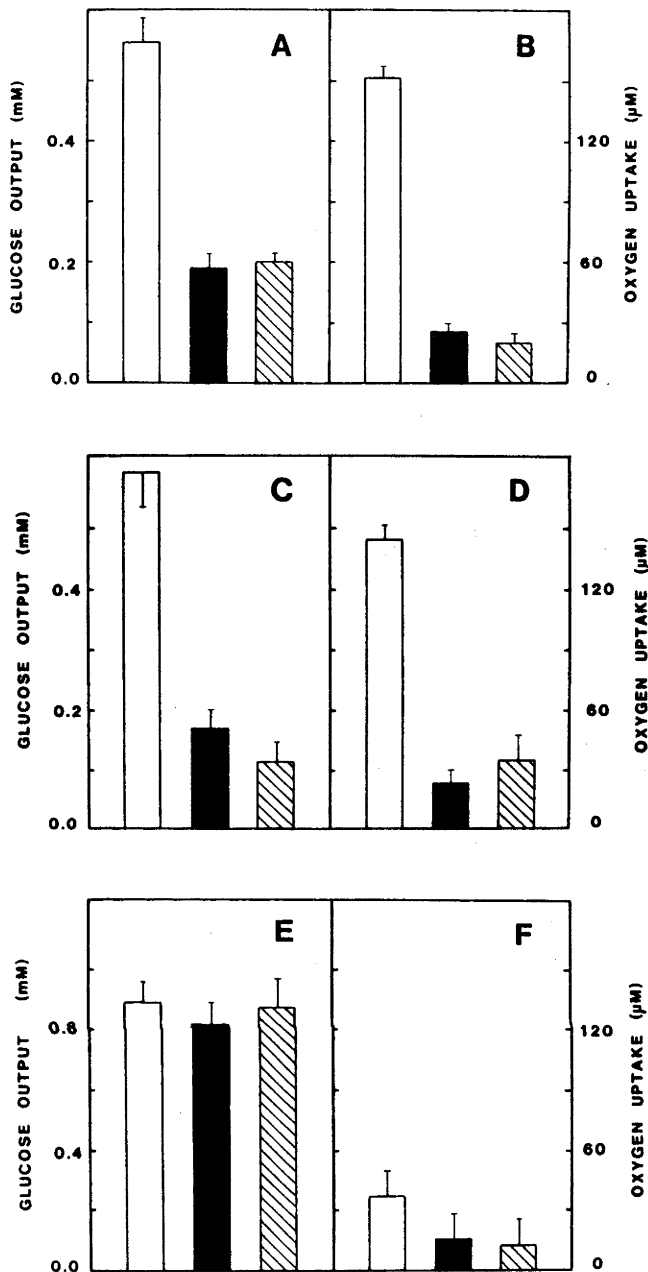 A
B
GLUCOSE OUTPUT (mM)
0.4
0.2
0.0
120
60
0
OXYGEN UPTAKE (μM)
C
D
GLUCOSE OUTPUT (mM)
0.4
0.2
0.0
120
60
0
OXYGEN UPTAKE (μM)
E
F
GLUCOSE OUTPUT (mM)
0.8
0.4
0.0
120
60
0
OXYGEN UPTAKE (μM)